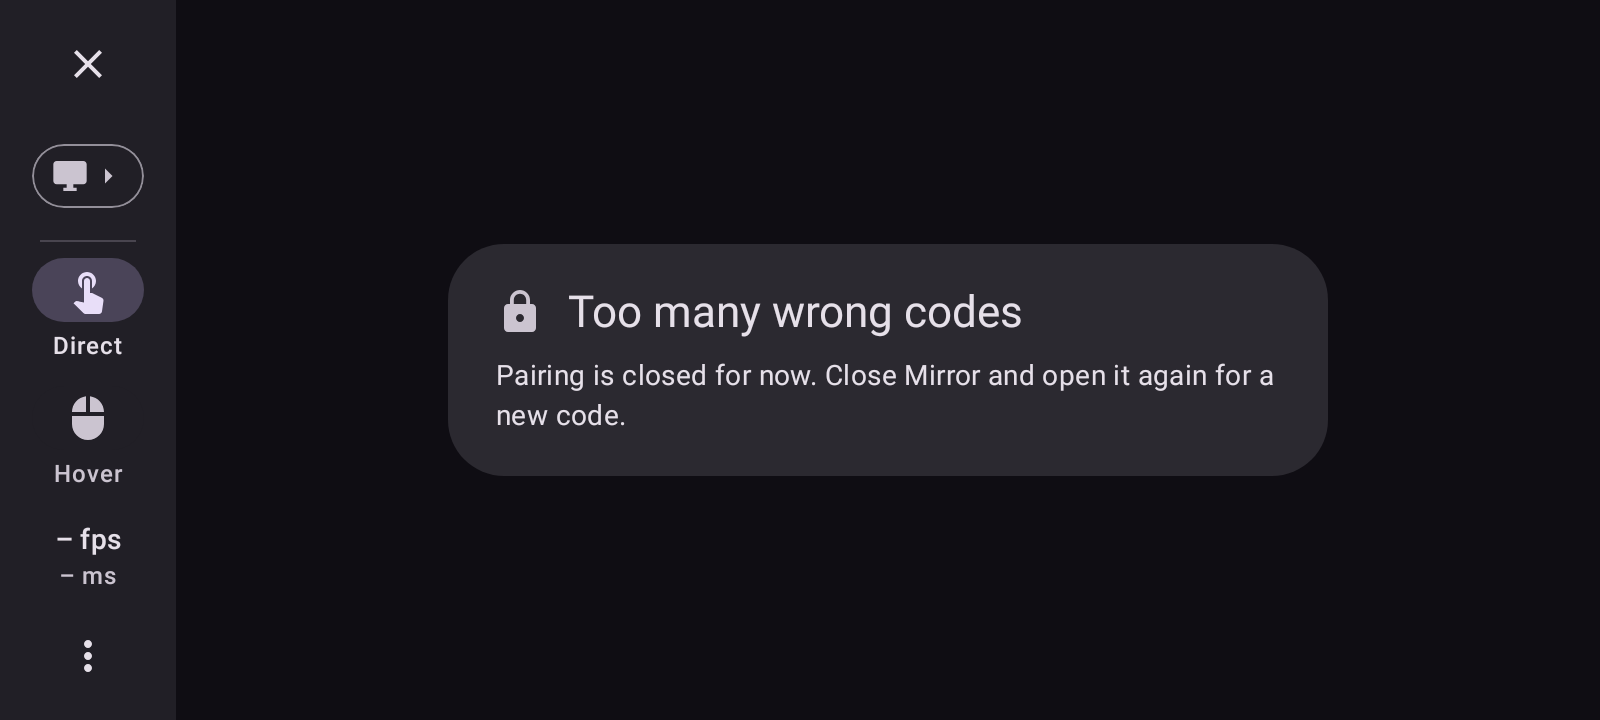 Direct
Hover
– fps
– ms
Too many wrong codes
Pairing is closed for now. Close Mirror and open it again for a
new code.